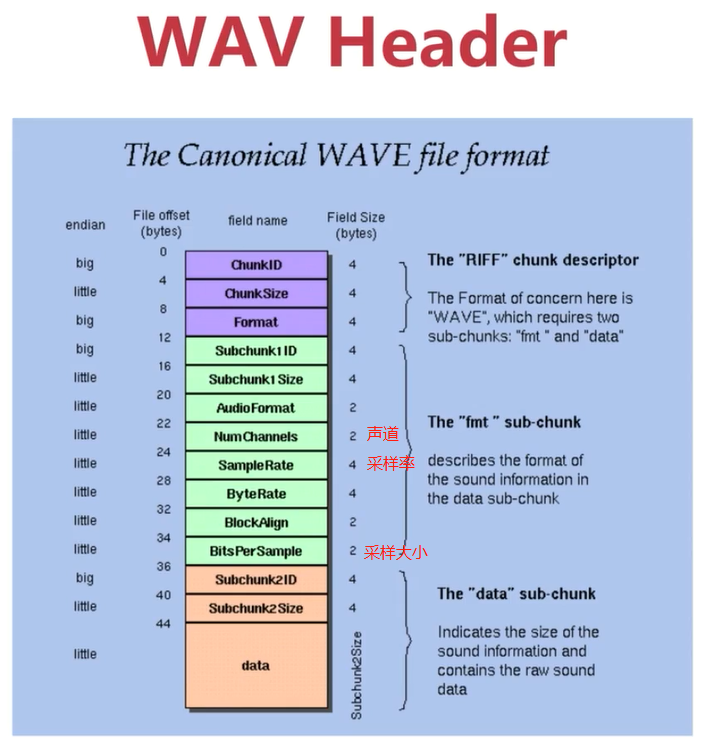 WAV Header
The Canonical WAVE file format
endian
File offset
(bytes)
field name
Field Size
(bytes)
0
big
ChunkID
4
4
little
ChunkSize
4
8
big
Format
4
12
The "RIFF" chunk descriptor
The Format of concern here is
"WAVE", which requires two
sub-chunks: "fmt " and "data"
big
Subchunk1 ID
4
16
little
Subchunk1 Size
4
20
little
AudioFormat
2
22
little
NumChannels
2 声道
24
little
SampleRate
4 采样率
28
little
ByteRate
4
32
little
BlockAlign
2
34
little
BitsPerSample
2 采样大小
36
The "fmt " sub-chunk
describes the format of
the sound information in
the data sub-chunk
big
Subchunk2ID
4
40
little
Subchunk2Size
4
44
little
data
Subchunk2Size
The "data" sub-chunk
Indicates the size of the
sound information and
contains the raw sound
data